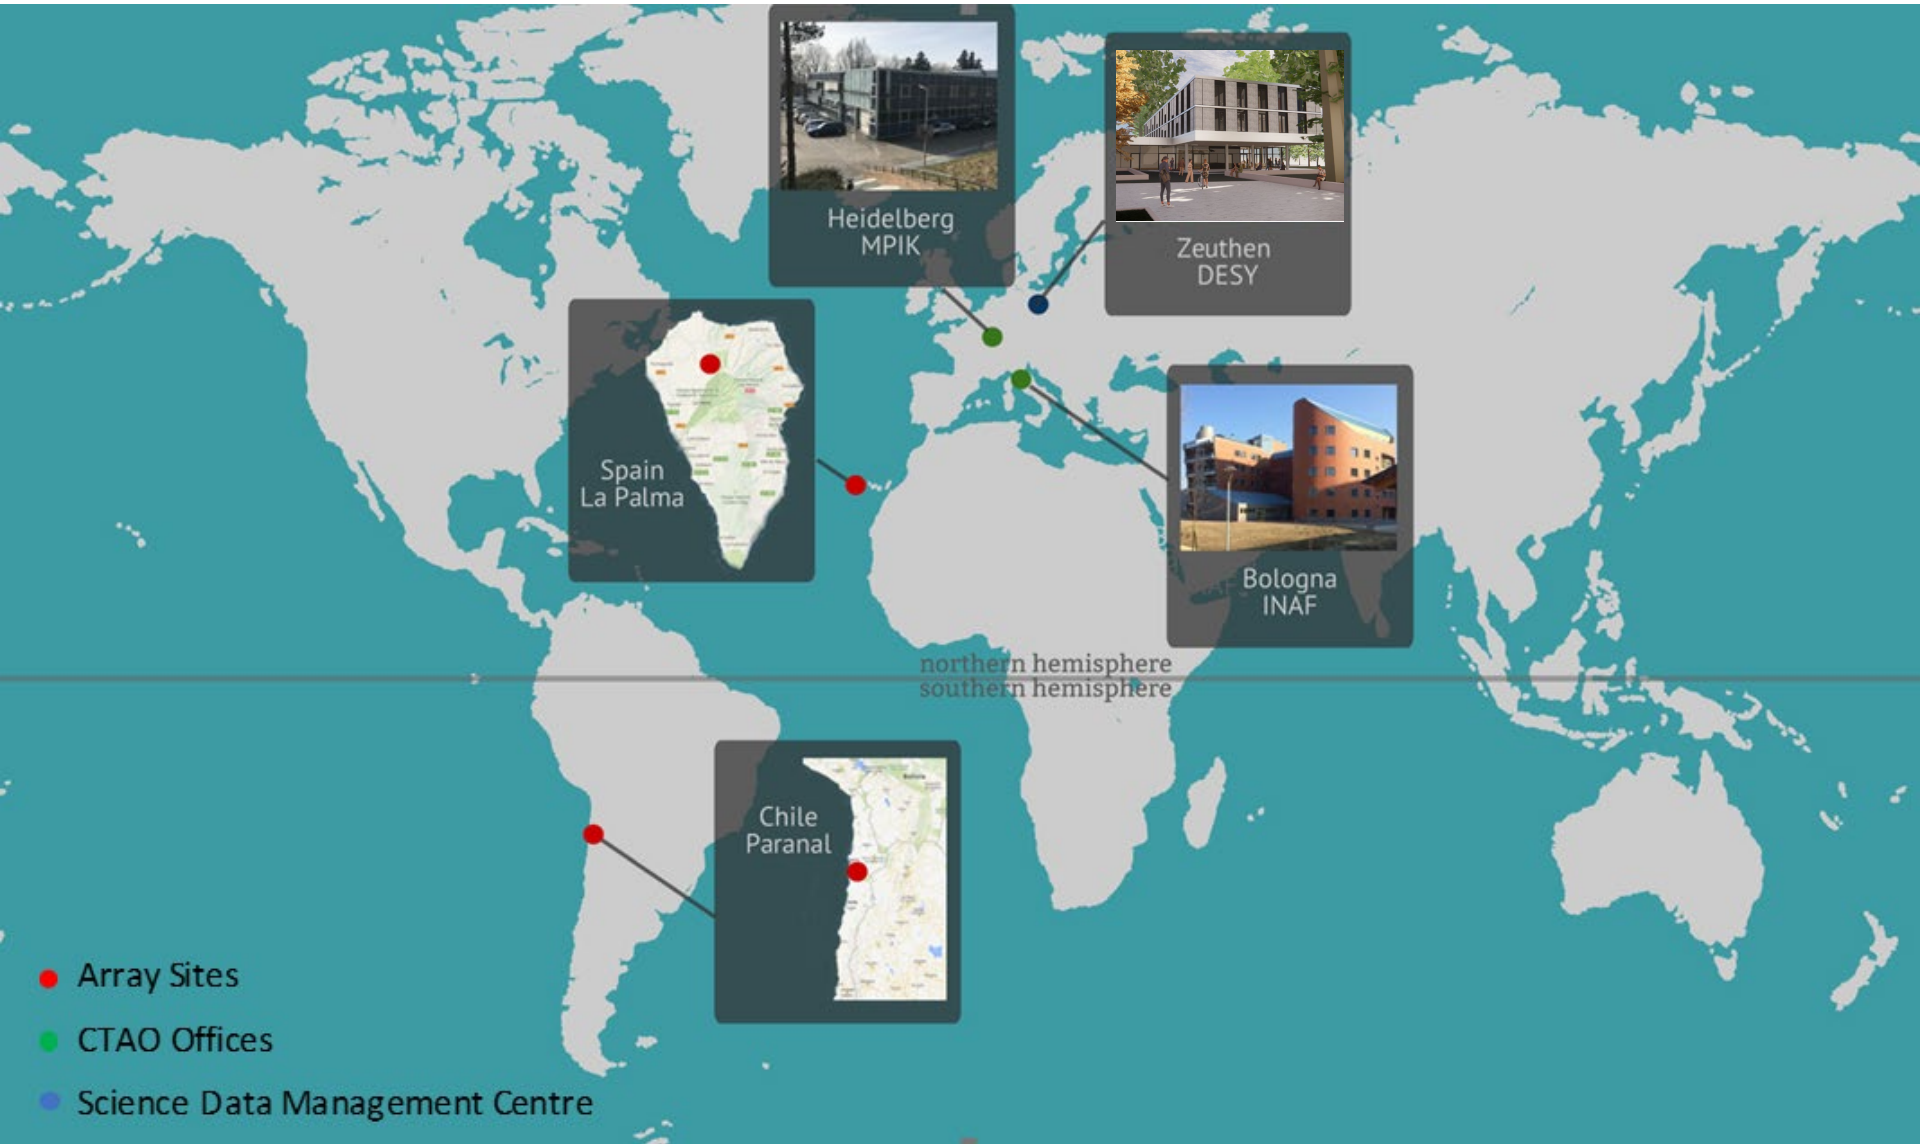 Heidelberg
MPIK
Zeuthen
DESY
Spain
La Palma
Bologna
INAF
northern hemisphere
southern hemisphere
Chile
Paranal
Bolivia
Array Sites
CTAO Offices
Science Data Management Centre